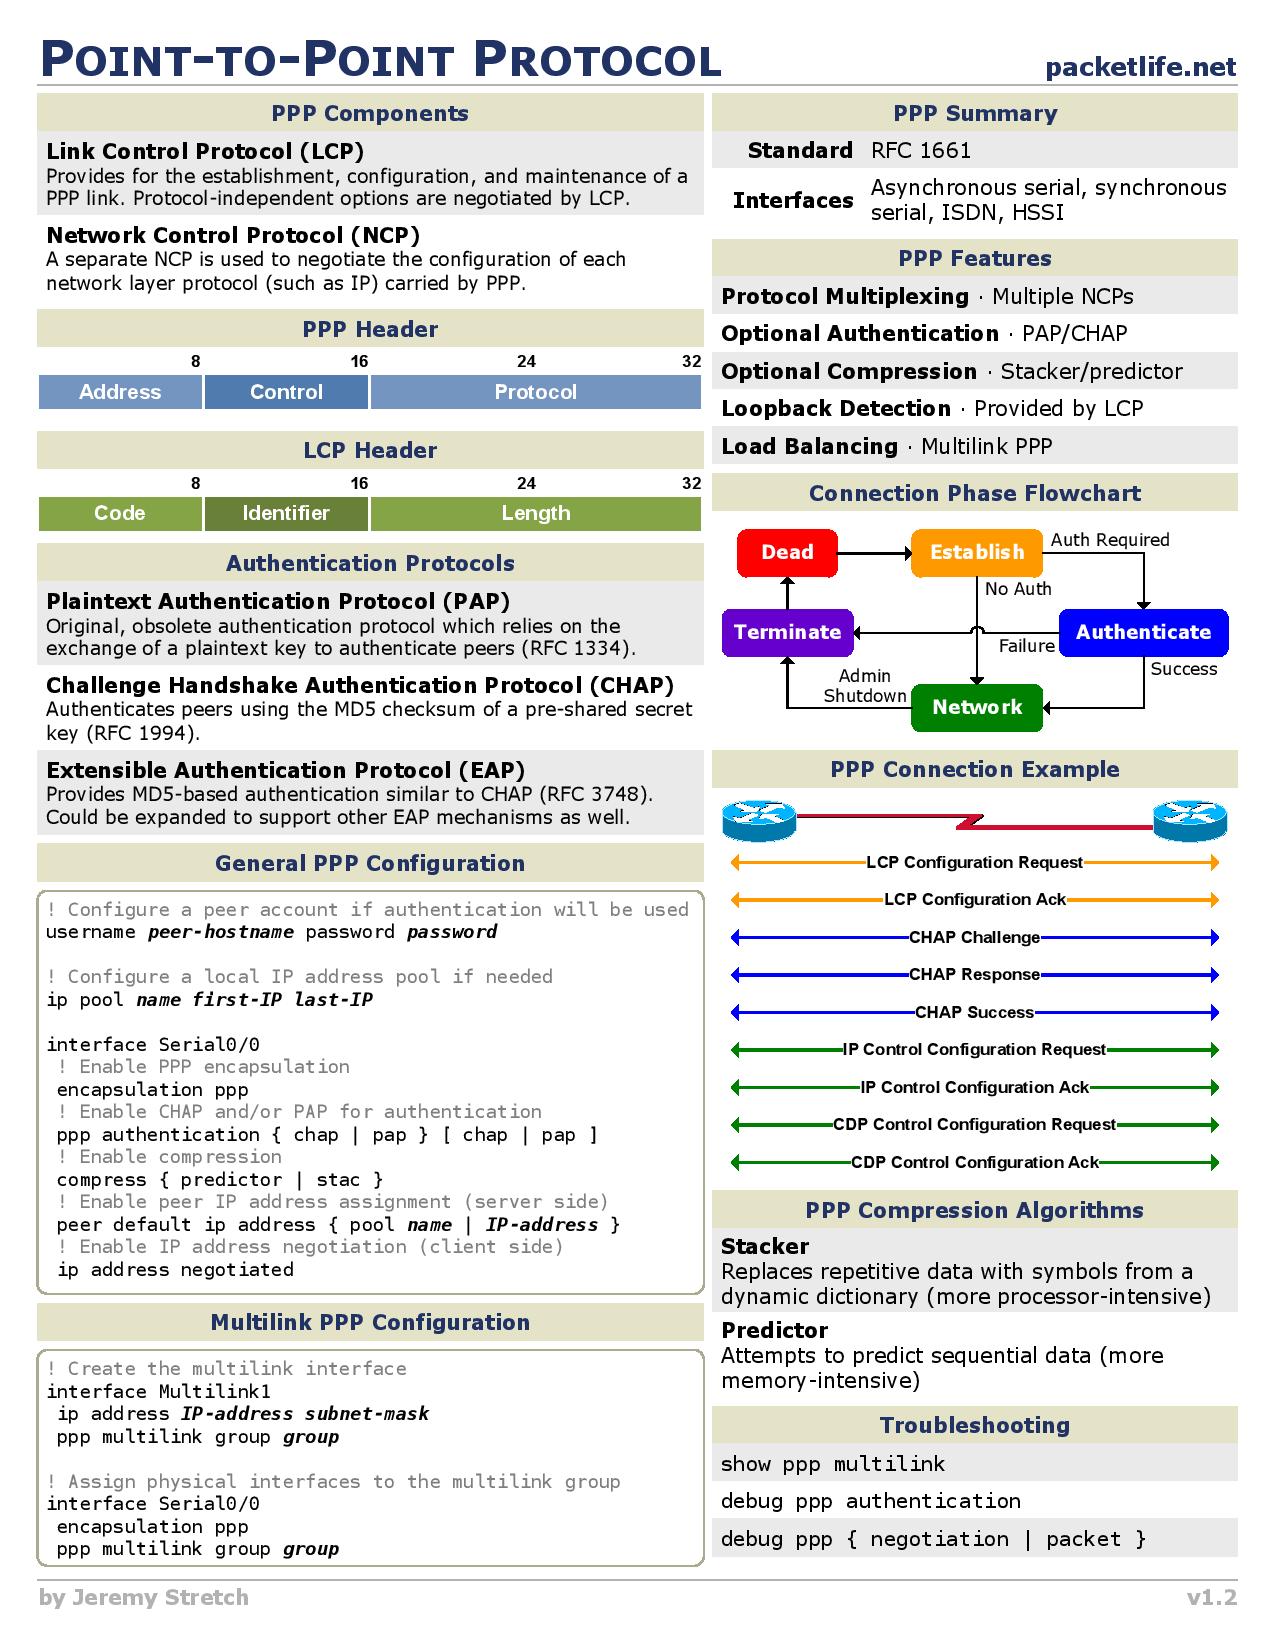 POINT-TO-POINT PROTOCOL
packetlife.net
PPP Components
Link Control Protocol (LCP)
Provides for the establishment, configuration, and maintenance of a
PPP link. Protocol-independent options are negotiated by LCP.
Network Control Protocol (NCP)
A separate NCP is used to negotiate the configuration of each
network layer protocol (such as IP) carried by PPP.
PPP Header
8 16 24 32
Address Control Protocol
LCP Header
8 16 24 32
Code Identifier Length
Authentication Protocols
Plaintext Authentication Protocol (PAP)
Original, obsolete authentication protocol which relies on the
exchange of a plaintext key to authenticate peers (RFC 1334).
Challenge Handshake Authentication Protocol (CHAP)
Authenticates peers using the MD5 checksum of a pre-shared secret
key (RFC 1994).
Extensible Authentication Protocol (EAP)
Provides MD5-based authentication similar to CHAP (RFC 3748).
Could be expanded to support other EAP mechanisms as well.
General PPP Configuration
! Configure a peer account if authentication will be used
username peer-hostname password password
! Configure a local IP address pool if needed
ip pool name first-IP last-IP
interface Serial0/0
! Enable PPP encapsulation
encapsulation ppp
! Enable CHAP and/or PAP for authentication
ppp authentication { chap | pap } [ chap | pap ]
! Enable compression
compress { predictor | stac }
! Enable peer IP address assignment (server side)
peer default ip address { pool name | IP-address }
! Enable IP address negotiation (client side)
ip address negotiated
Multilink PPP Configuration
! Create the multilink interface
interface Multilink1
ip address IP-address subnet-mask
ppp multilink group group
! Assign physical interfaces to the multilink group
interface Serial0/0
encapsulation ppp
ppp multilink group group
PPP Summary
Standard RFC 1661
Interfaces Asynchronous serial, synchronous
serial, ISDN, HSSI
PPP Features
Protocol Multiplexing · Multiple NCPs
Optional Authentication · PAP/CHAP
Optional Compression · Stacker/predictor
Loopback Detection · Provided by LCP
Load Balancing · Multilink PPP
Connection Phase Flowchart
Dead Establish Auth Required
No Auth
Terminate Authenticate
Failure
Success
Admin
Shutdown
Network
PPP Connection Example
LCP Configuration Request
LCP Configuration Ack
CHAP Challenge
CHAP Response
CHAP Success
IP Control Configuration Request
IP Control Configuration Ack
CDP Control Configuration Request
CDP Control Configuration Ack
PPP Compression Algorithms
Stacker
Replaces repetitive data with symbols from a
dynamic dictionary (more processor-intensive)
Predictor
Attempts to predict sequential data (more
memory-intensive)
Troubleshooting
show ppp multilink
debug ppp authentication
debug ppp { negotiation | packet }
by Jeremy Stretch
v1.2